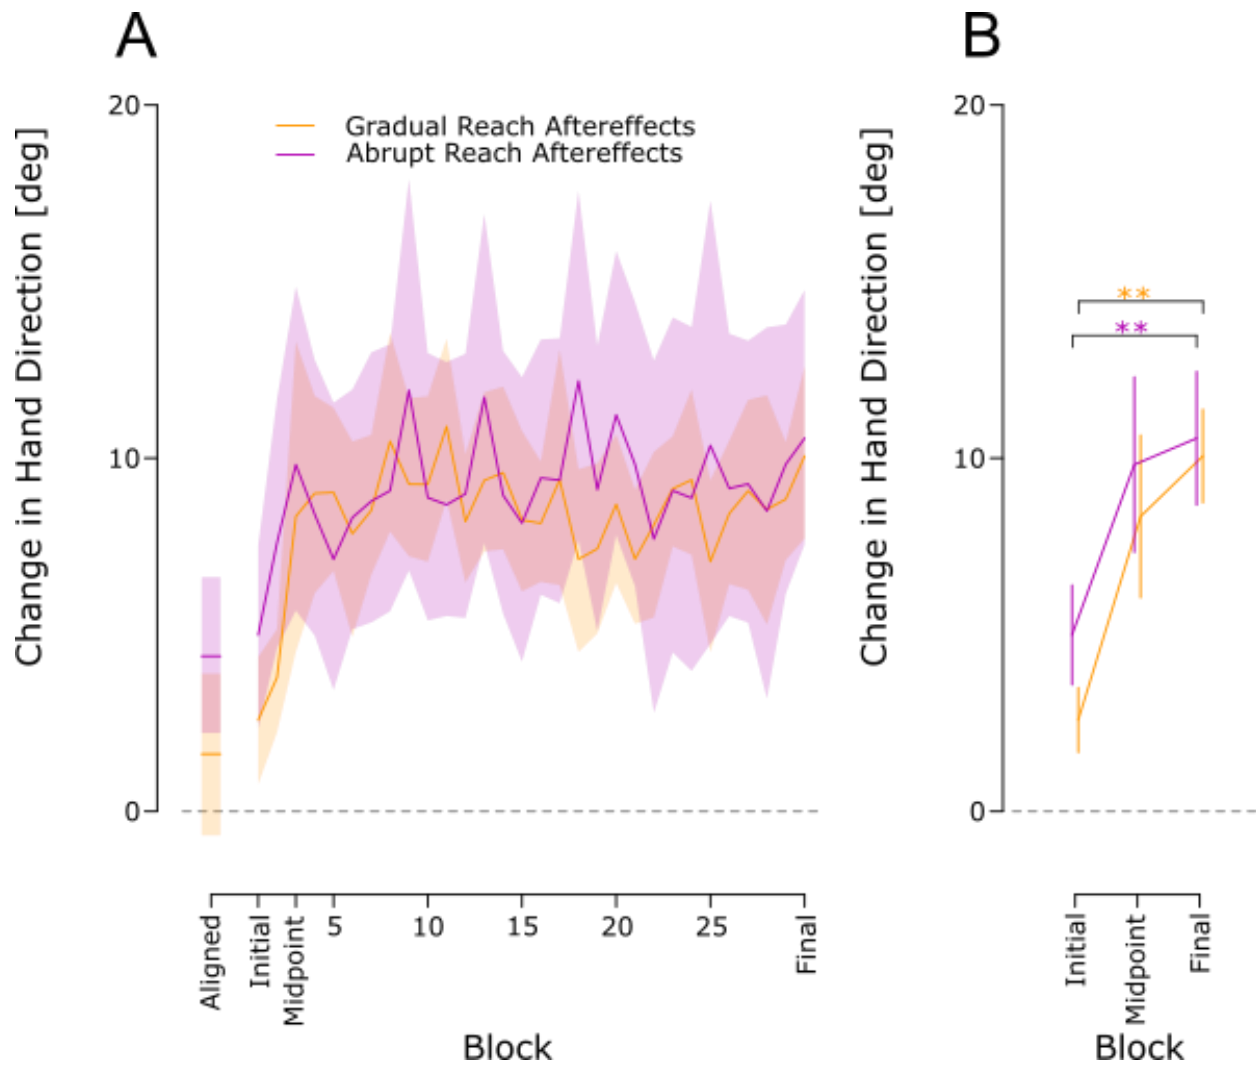 A
20
10
0
Change in Hand Direction [deg]
Gradual Reach Aftereffects
Abrupt Reach Aftereffects
Aligned
Initial
Midpoint
5
10
15
20
25
Final
Block
B
20
10
0
Change in Hand Direction [deg]
**
**
Initial
Midpoint
Final
Block